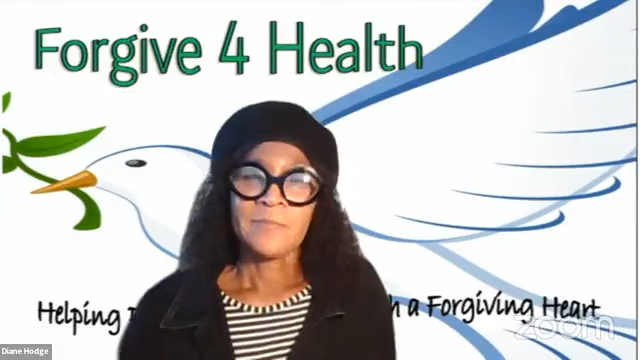 Forgive 4 Health
Helping a Forgiving Heart
zoom
Diane Hodge